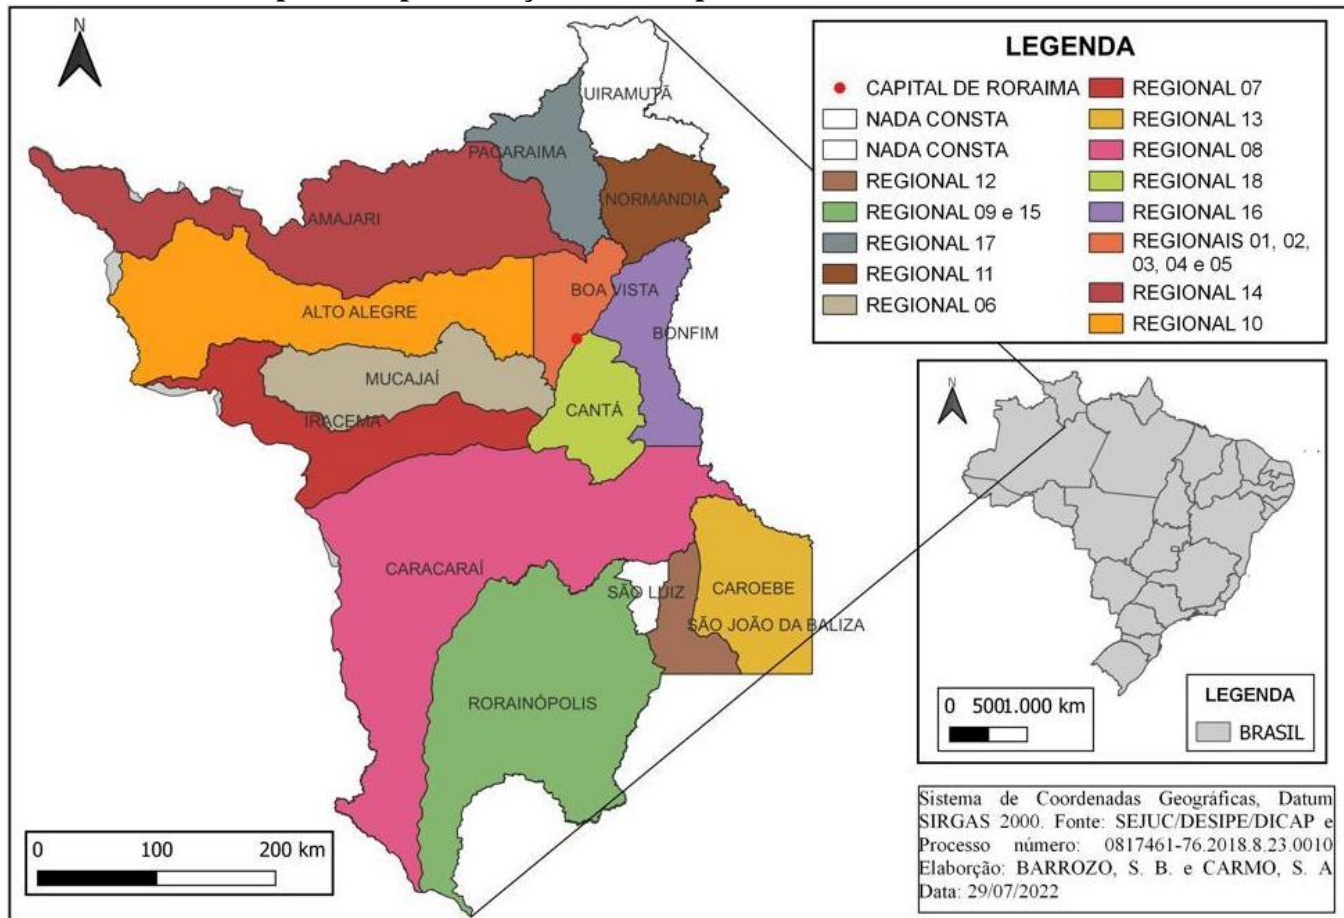 N
UIRAMUTÃ
PACARAIMA
NORMANDIA
AMAJARI
BOA VISTA
ALTO ALEGRE
BONFIM
MUCAJAÍ
CANTÁ
IRACEMA
CARACARAÍ
SÃO LUIZ
CAROEBE
SÃO JOÃO DA BALIZA
RORAINÓPOLIS
0 100 200 km
LEGENDA
CAPITAL DE RORAIMA
NADA CONSTA
NADA CONSTA
REGIONAL 12
REGIONAL 09 e 15
REGIONAL 17
REGIONAL 11
REGIONAL 06
REGIONAL 07
REGIONAL 13
REGIONAL 08
REGIONAL 18
REGIONAL 16
REGIONAIS 01, 02,
03, 04 e 05
REGIONAL 14
REGIONAL 10
N
0 5001.000 km
LEGENDA
BRASIL
Sistema de Coordenadas Geográficas, Datum
SIRGAS 2000. Fonte: SEJUC/DESIPE/DICAP e
Processo número: 0817461-76.2018.8.23.0010
Elaborção: BARROZO, S. B. e CARMO, S. A
Data: 29/07/2022